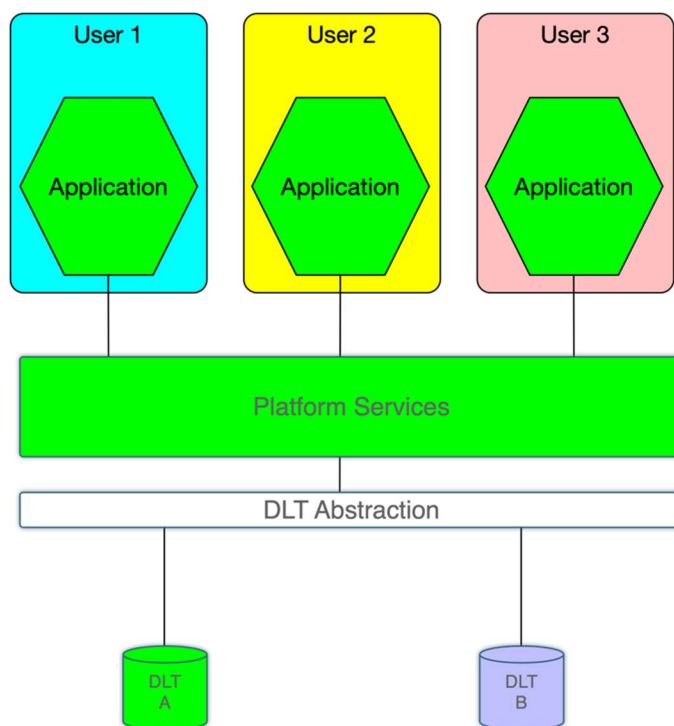 User 1
User 2
User 3
Application
Application
Application
Platform Services
DLT Abstraction
DLT
A
DLT
B